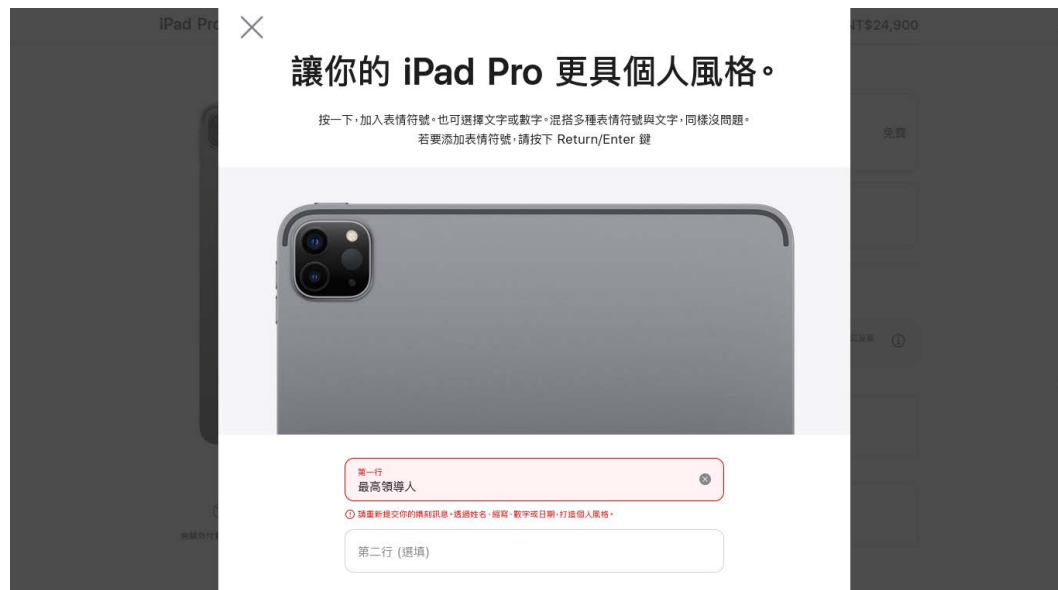 iPad Pro
NT$24,900
讓你的 iPad Pro 更具個人風格。
按一下，加入表情符號。也可選擇文字或數字。混搭多種表情符號與文字，同樣沒問題。
若要添加表情符號，請按下 Return/Enter 鍵
免費
第一行
最高領導人
請重新提交你的鐫刻訊息。透過姓名、縮寫、數字或日期，打造個人風格。
第二行 (選填)